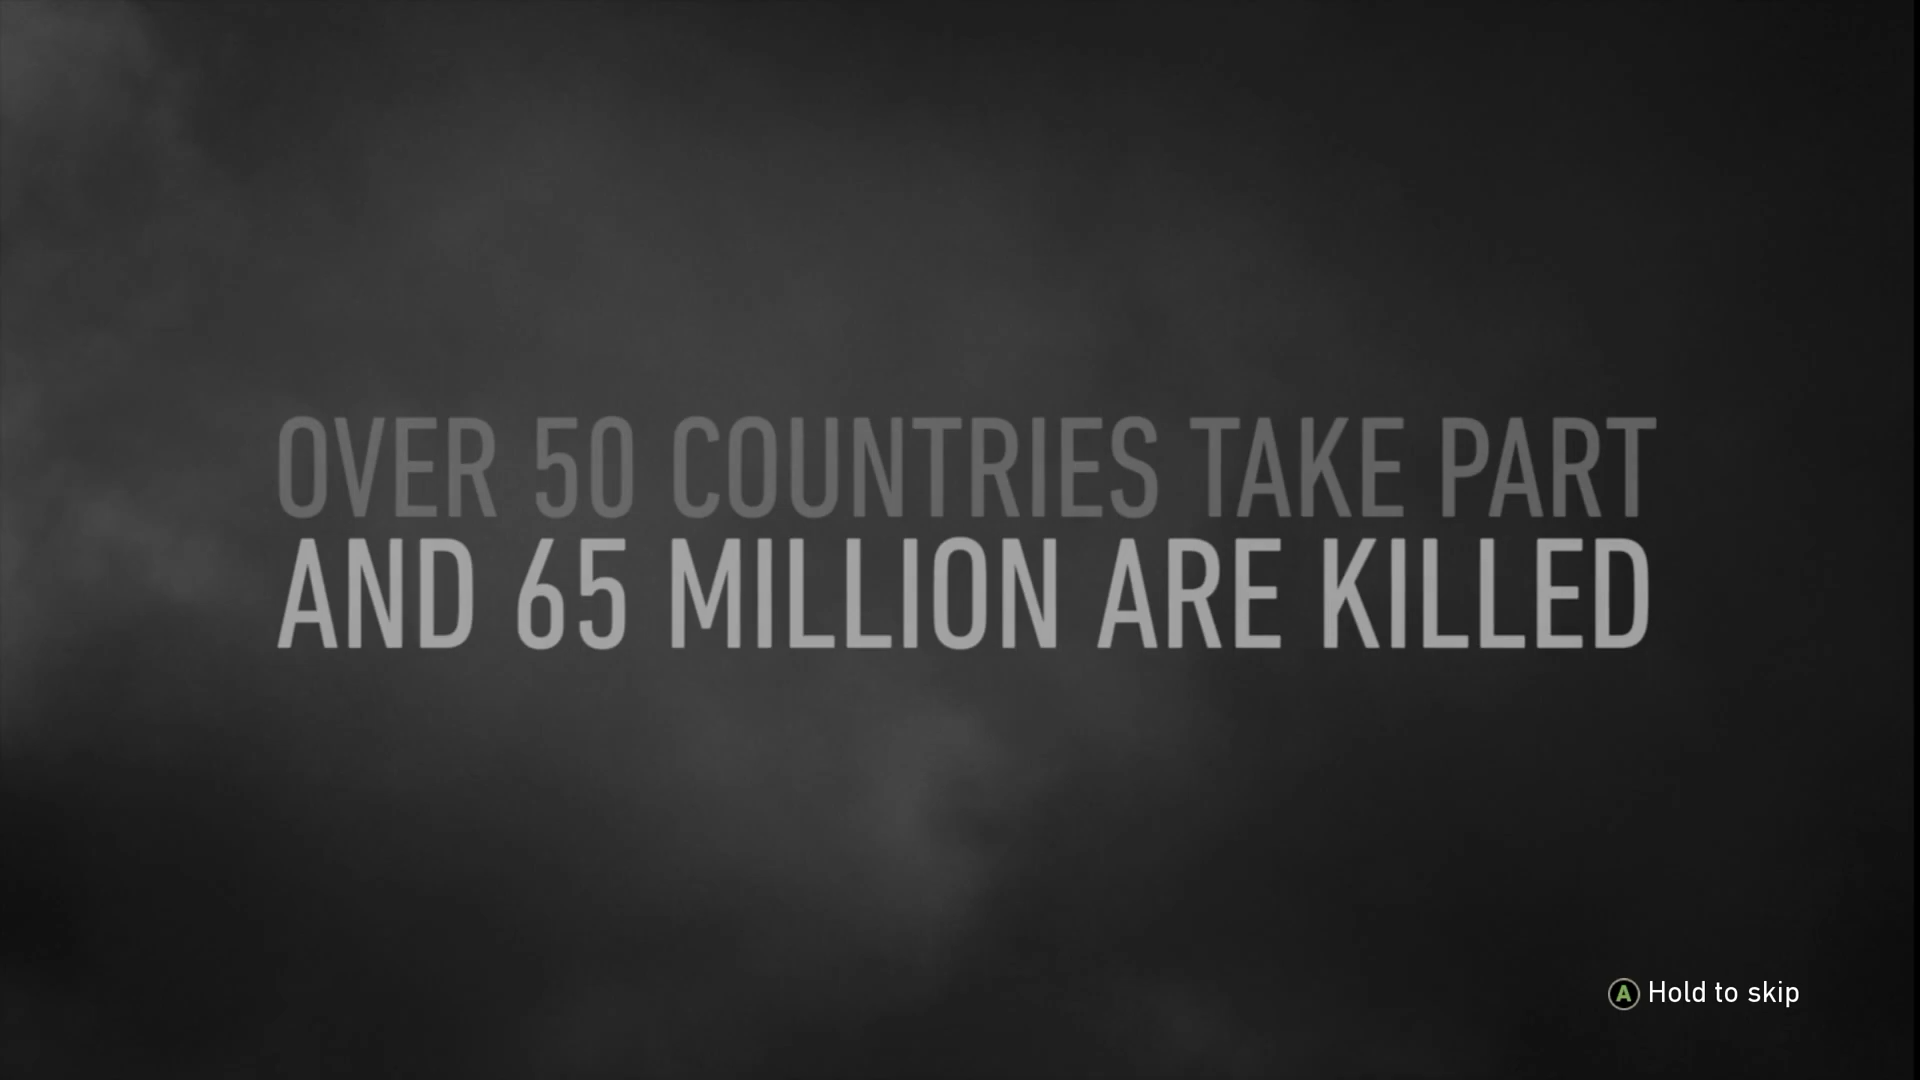 OVER 50 COUNTRIES TAKE PART
AND 65 MILLION ARE KILLED
A Hold to skip